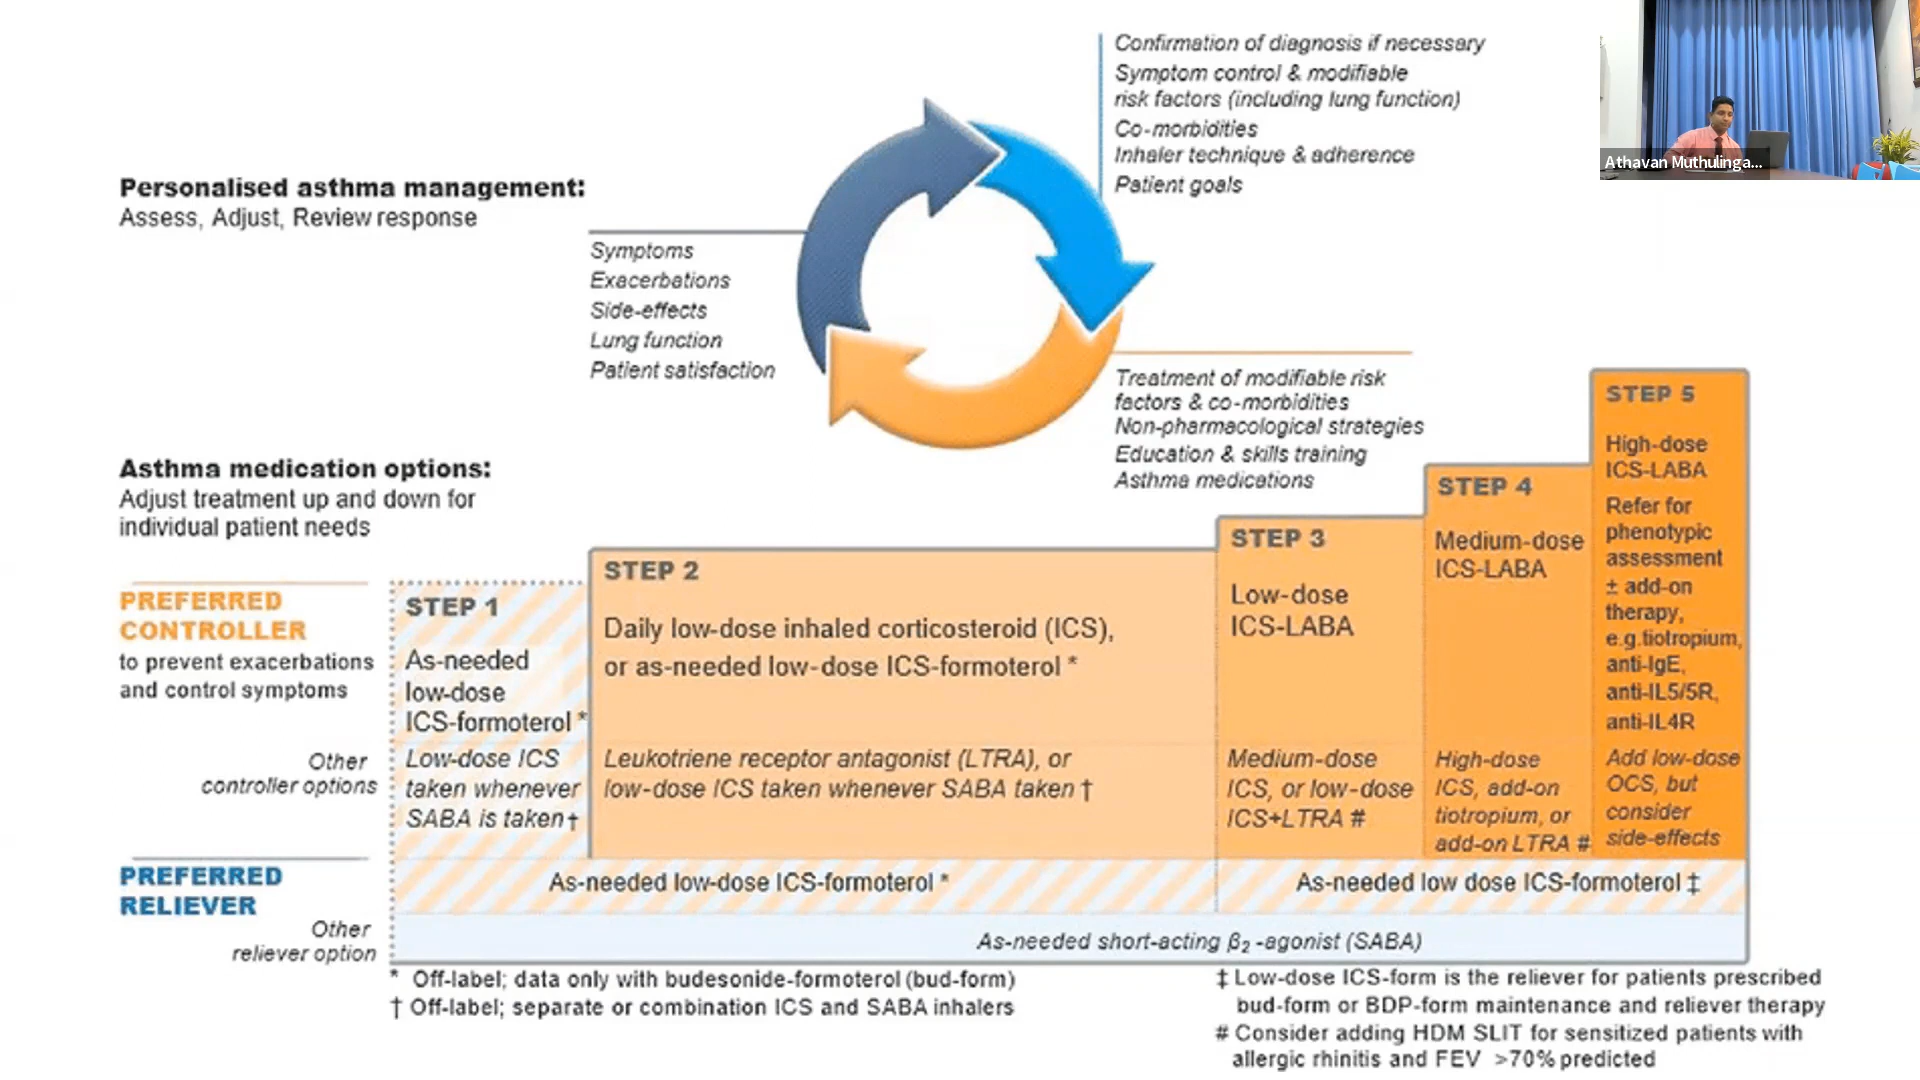 Confirmation of diagnosis if necessary
Symptom control & modifiable
risk factors (including lung function)
Co-morbidities
Inhaler technique & adherence
Patient goals
Athavan Muthulinga...
Personalised asthma management:
Assess, Adjust, Review response
Symptoms
Exacerbations
Side-effects
Lung function
Patient satisfaction
Treatment of modifiable risk
factors & co-morbidities
Non-pharmacological strategies
Education & skills training
Asthma medications
Asthma medication options:
Adjust treatment up and down for
individual patient needs
PREFERRED
CONTROLLER
to prevent exacerbations
and control symptoms
STEP 1
As-needed
low-dose
ICS-formoterol *
STEP 2
Daily low-dose inhaled corticosteroid (ICS),
or as-needed low-dose ICS-formoterol *
STEP 3
Low-dose
ICS-LABA
STEP 4
Medium-dose
ICS-LABA
STEP 5
High-dose
ICS-LABA
Refer for
phenotypic
assessment
± add-on
therapy,
e.g.tiotropium,
anti-IgE,
anti-IL5/5R,
anti-IL4R
Other
controller options
Low-dose ICS
taken whenever
SABA is taken †
Leukotriene receptor antagonist (LTRA), or
low-dose ICS taken whenever SABA taken †
Medium-dose
ICS, or low-dose
ICS+LTRA #
High-dose
ICS, add-on
tiotropium, or
add-on LTRA #
Add low-dose
OCS, but
consider
side-effects
PREFERRED
RELIEVER
As-needed low-dose ICS-formoterol *
As-needed low dose ICS-formoterol ‡
Other
reliever option
As-needed short-acting β₂ -agonist (SABA)
* Off-label; data only with budesonide-formoterol (bud-form)
† Off-label; separate or combination ICS and SABA inhalers
‡ Low-dose ICS-form is the reliever for patients prescribed
bud-form or BDP-form maintenance and reliever therapy
# Consider adding HDM SLIT for sensitized patients with
allergic rhinitis and FEV >70% predicted